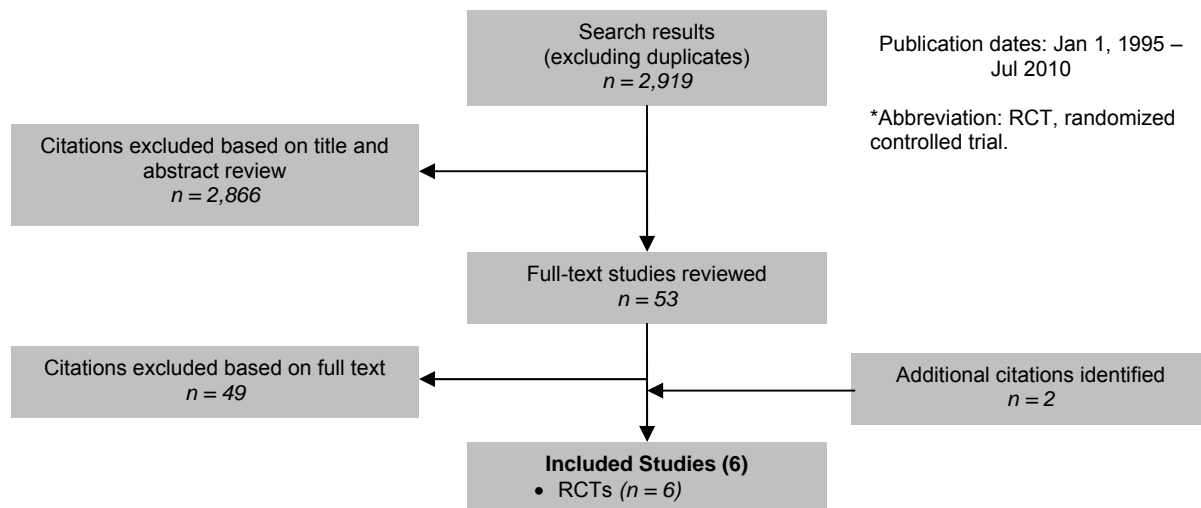 Search results
(excluding duplicates)
n = 2,919
Publication dates: Jan 1, 1995 –
Jul 2010
*Abbreviation: RCT, randomized
controlled trial.
Citations excluded based on title and
abstract review
n = 2,866
Full-text studies reviewed
n = 53
Citations excluded based on full text
n = 49
Additional citations identified
n = 2
Included Studies (6)
• RCTs (n = 6)